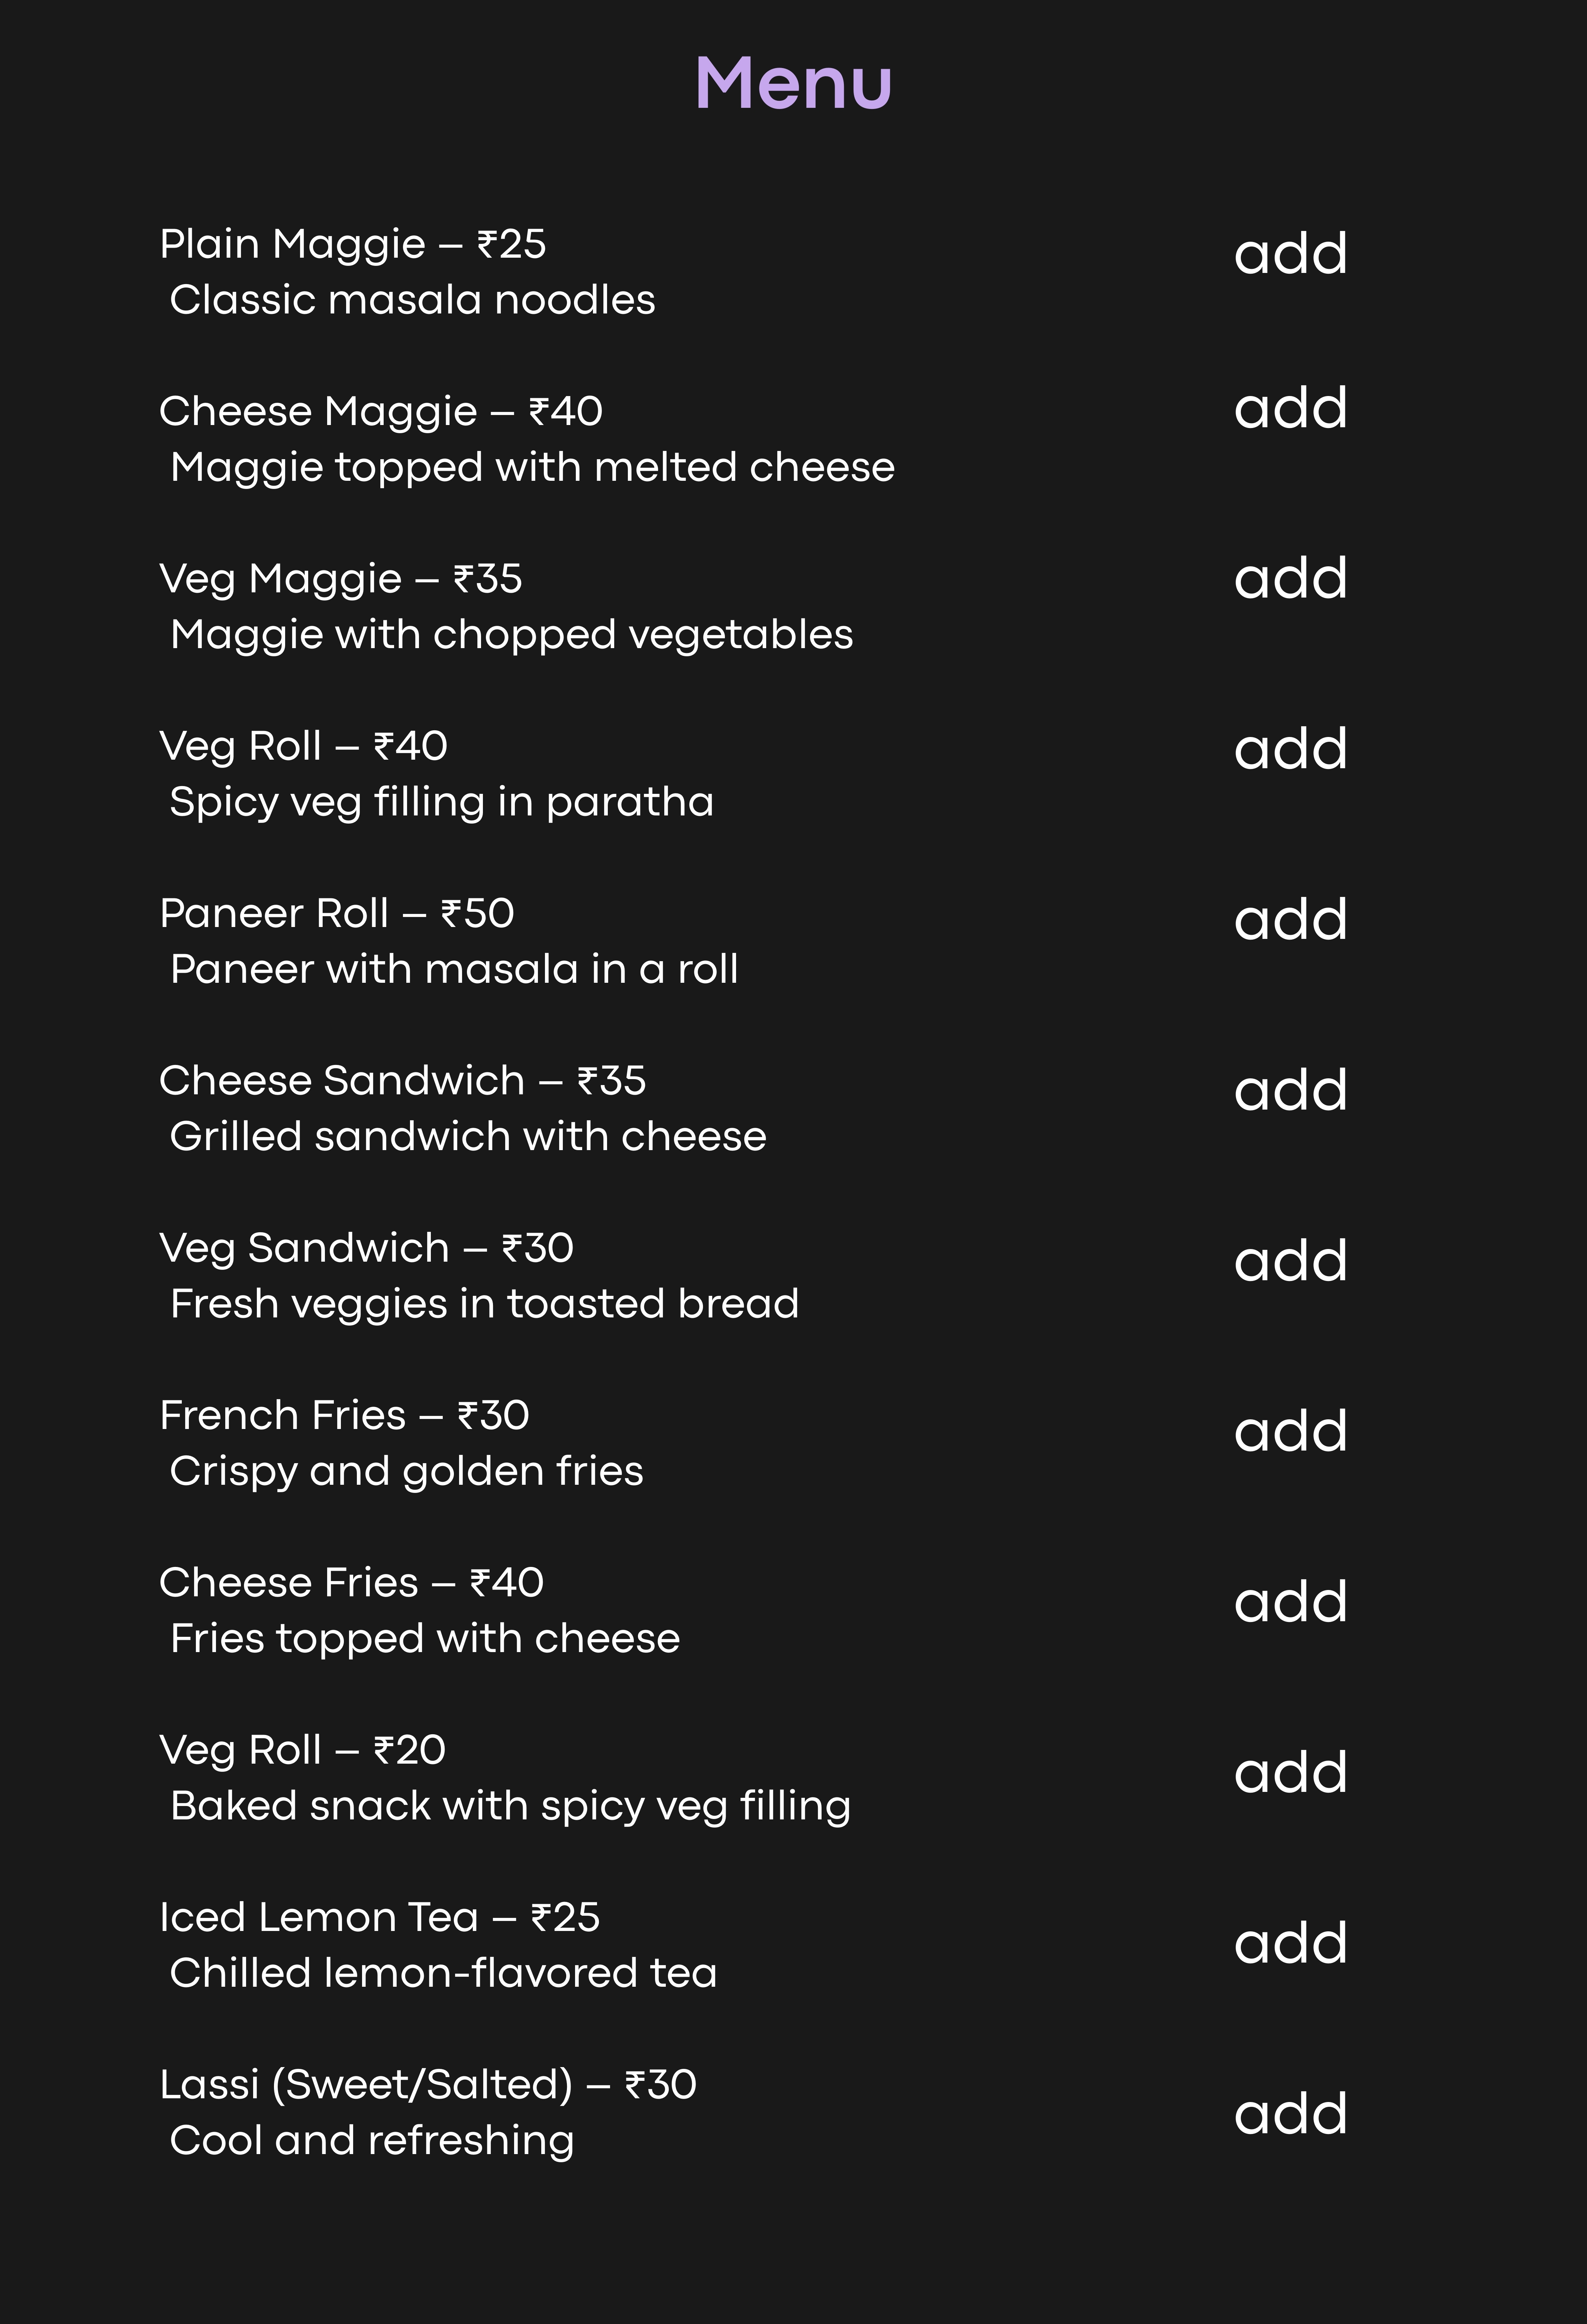 Menu
Plain Maggie – ₹25
add
Classic masala noodles
Cheese Maggie – ₹40
add
Maggie topped with melted cheese
Veg Maggie – ₹35
add
Maggie with chopped vegetables
Veg Roll – ₹40
add
Spicy veg filling in paratha
Paneer Roll – ₹50
add
Paneer with masala in a roll
Cheese Sandwich – ₹35
add
Grilled sandwich with cheese
Veg Sandwich – ₹30
add
Fresh veggies in toasted bread
French Fries – ₹30
add
Crispy and golden fries
Cheese Fries – ₹40
add
Fries topped with cheese
Veg Roll – ₹20
add
Baked snack with spicy veg filling
Iced Lemon Tea – ₹25
add
Chilled lemon-flavored tea
Lassi (Sweet/Salted) – ₹30
add
Cool and refreshing